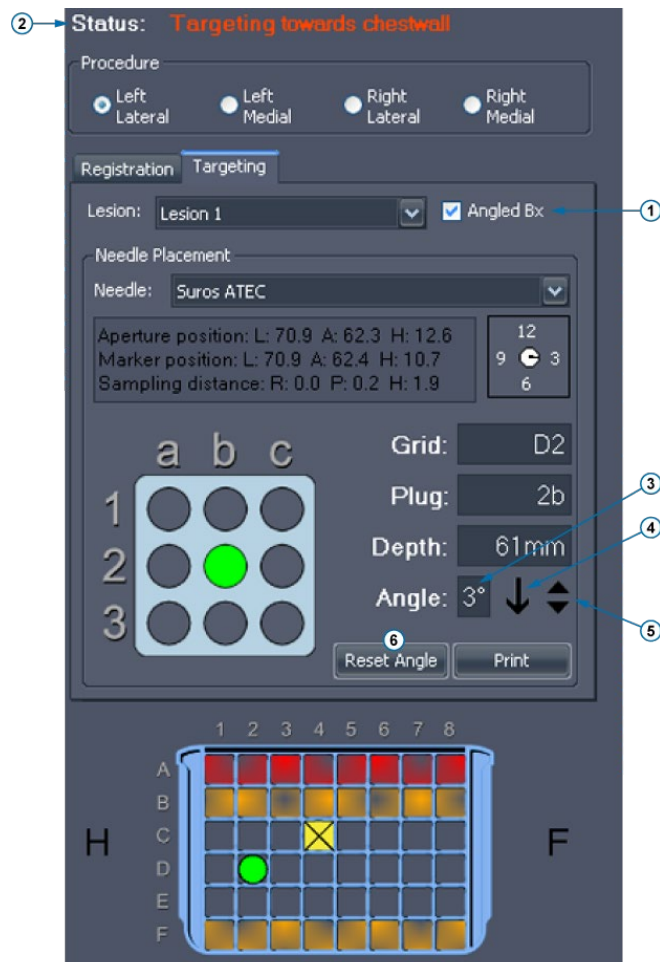 2 Status: Targeting towards chestwall
Procedure
Left Lateral Left Medial Right Lateral Right Medial
Registration Targeting
Lesion: Lesion 1 Angled Bx 1
Needle Placement
Needle: Suros ATEC
Aperture position: L: 70.9 A: 62.3 H: 12.6
Marker position: L: 70.9 A: 62.4 H: 10.7
Sampling distance: R: 0.0 P: 0.2 H: 1.9
12
9 3
6
a b c
1
2
3
Grid: D2
Plug: 2b
Depth: 61mm
Angle: 3°
3
4
5
6
Reset Angle Print
1 2 3 4 5 6 7 8
A
B
C
D
E
F
H F